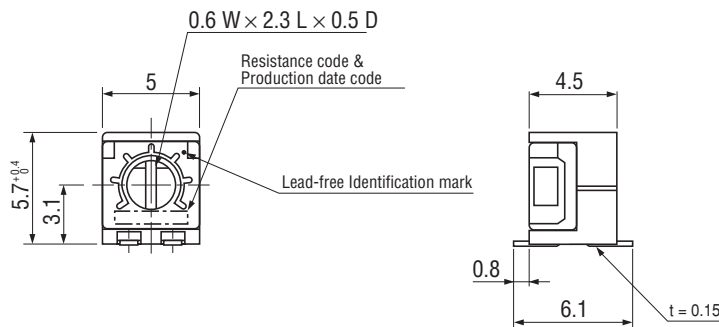 0.6 W × 2.3 L × 0.5 D
Resistance code &
Production date code
5
4.5
5.7 +0.4 0
3.1
Lead-free Identification mark
0.8
6.1
t = 0.15